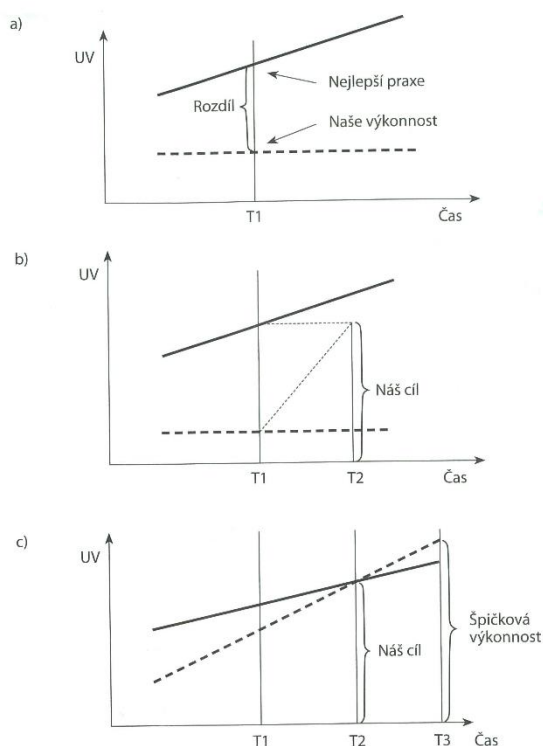 a)
UV
Nejlepší praxe
Rozdíl
Naše výkonnost
T1
Čas
b)
UV
Náš cíl
T1
T2
Čas
c)
UV
Špičková
výkonnost
Náš cíl
T1
T2
T3
Čas